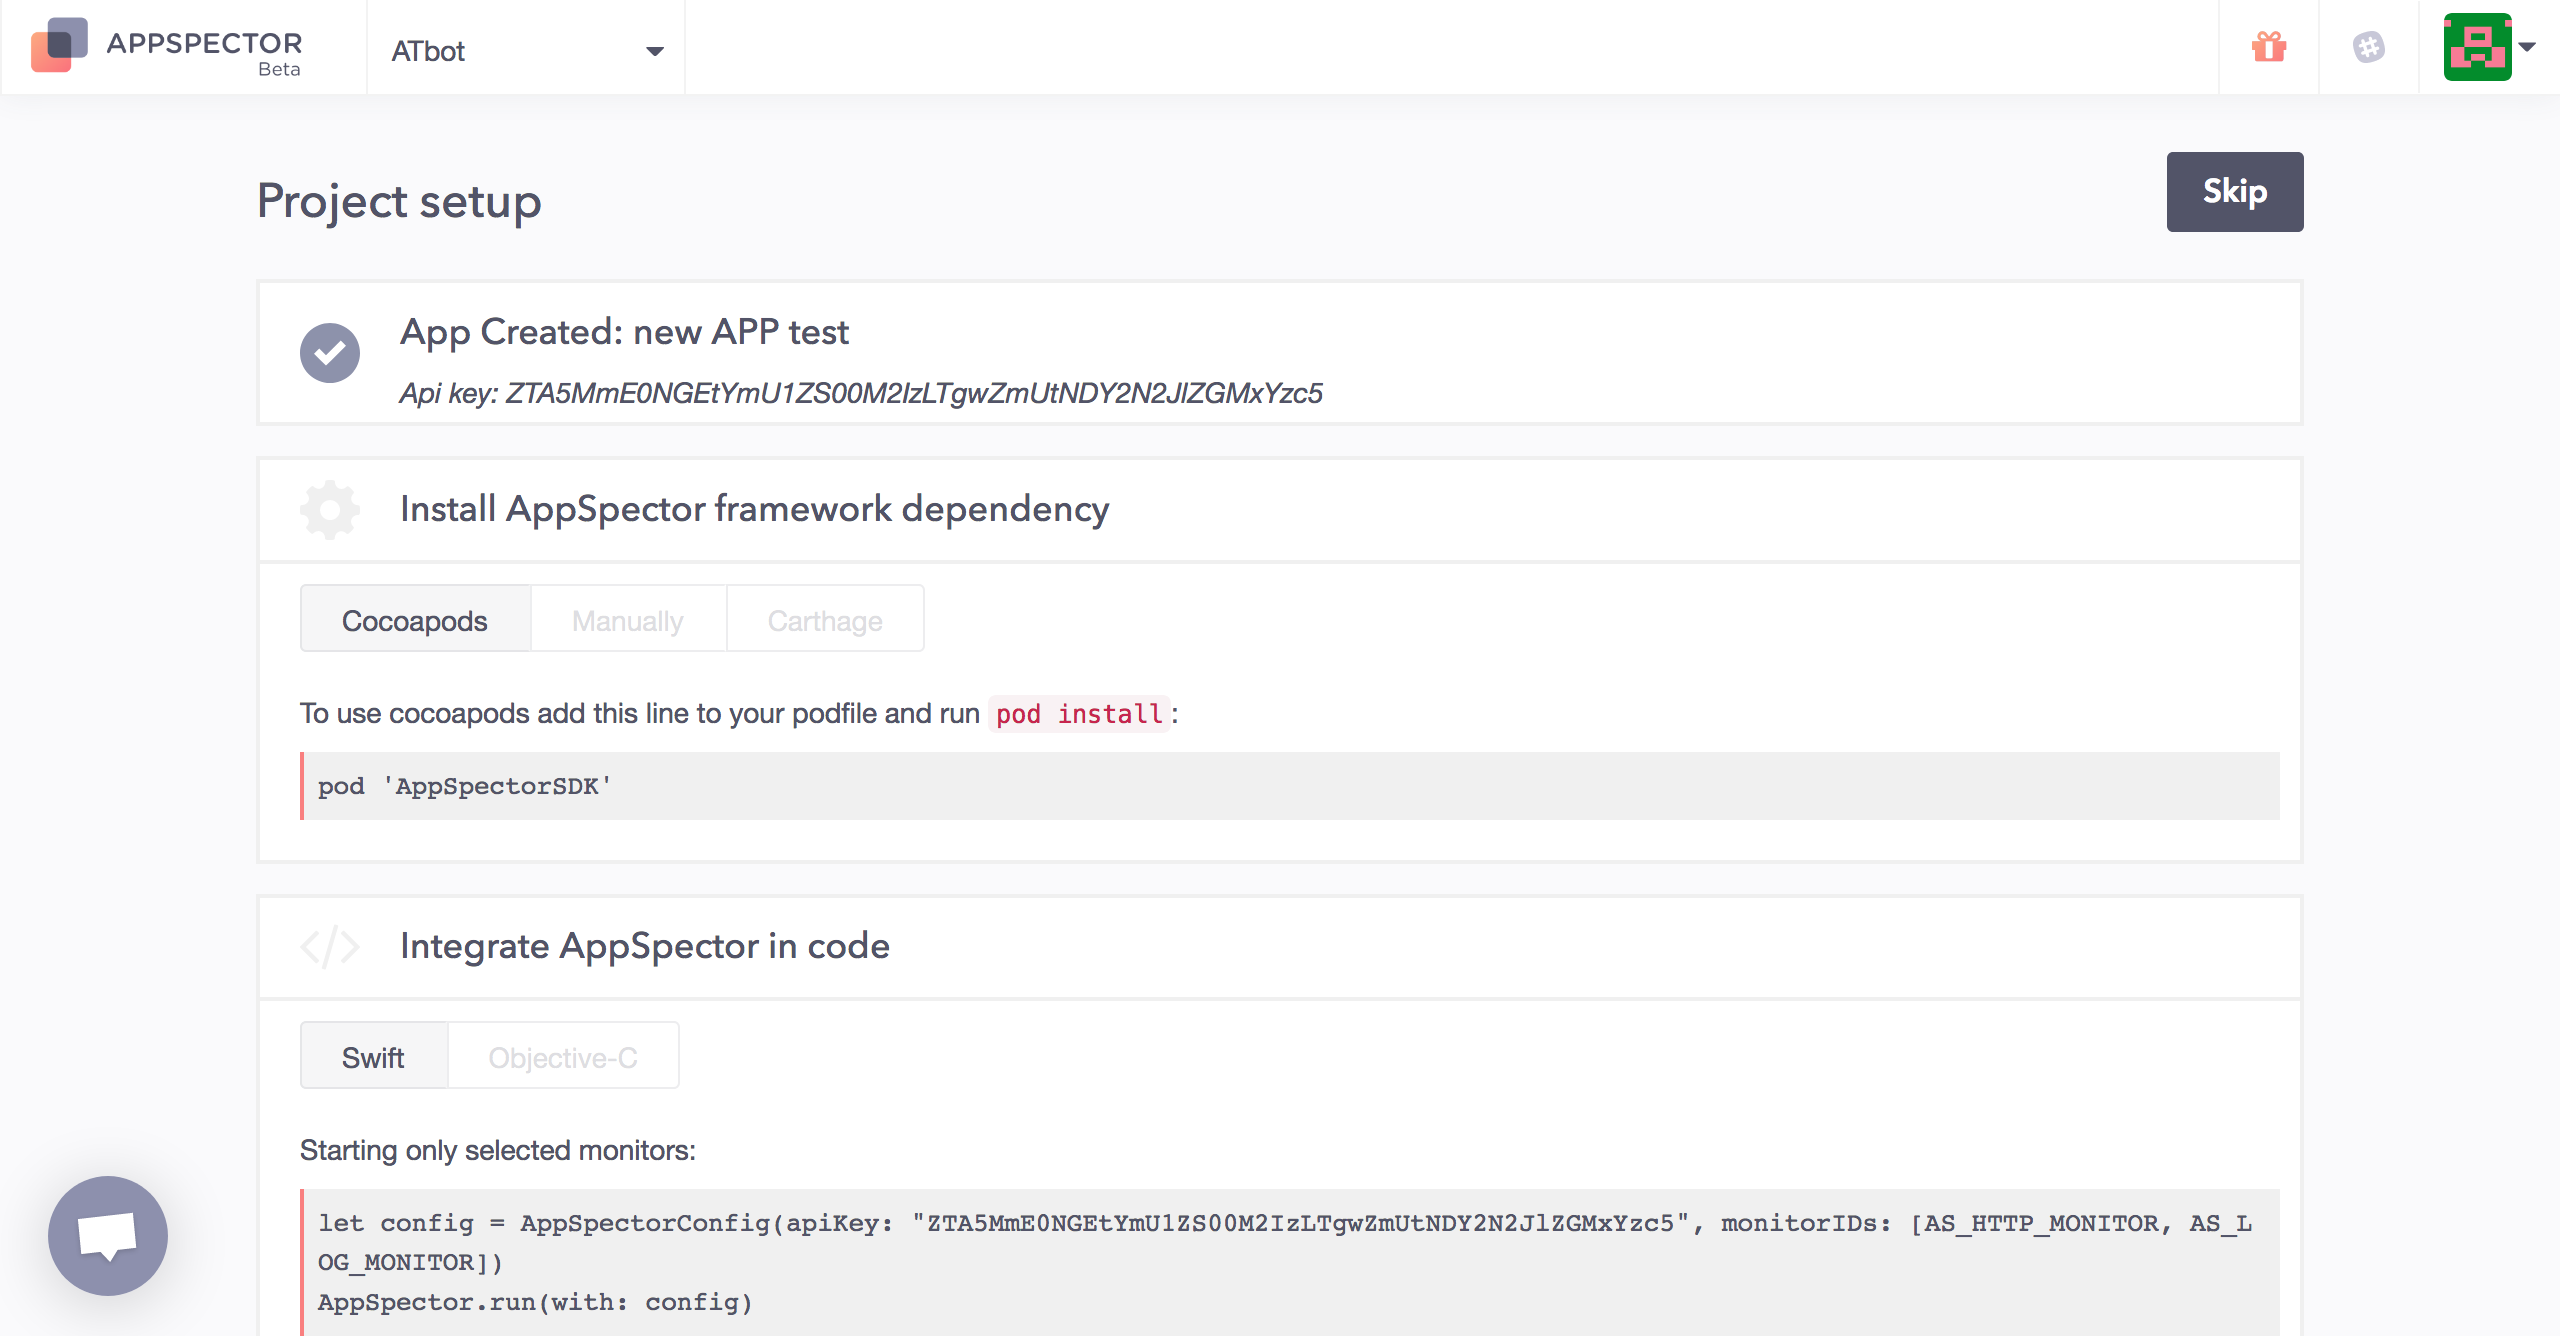 APPSPECTOR
Beta
ATbot
Project setup
Skip
App Created: new APP test
Api key: ZTA5MmE0NGEtYmU1ZS00M2IzLTgwZmUtNDY2N2JlZGMxYzc5
Install AppSpector framework dependency
Cocoapods Manually Carthage
To use cocoapods add this line to your podfile and run pod install:
pod 'AppSpectorSDK'
Integrate AppSpector in code
Swift Objective-C
Starting only selected monitors:
let config = AppSpectorConfig(apiKey: "ZTA5MmE0NGEtYmU1ZS00M2IzLTgwZmUtNDY2N2JlZGMxYzc5", monitorIDs: [AS_HTTP_MONITOR, AS_L
OG_MONITOR])
AppSpector.run(with: config)